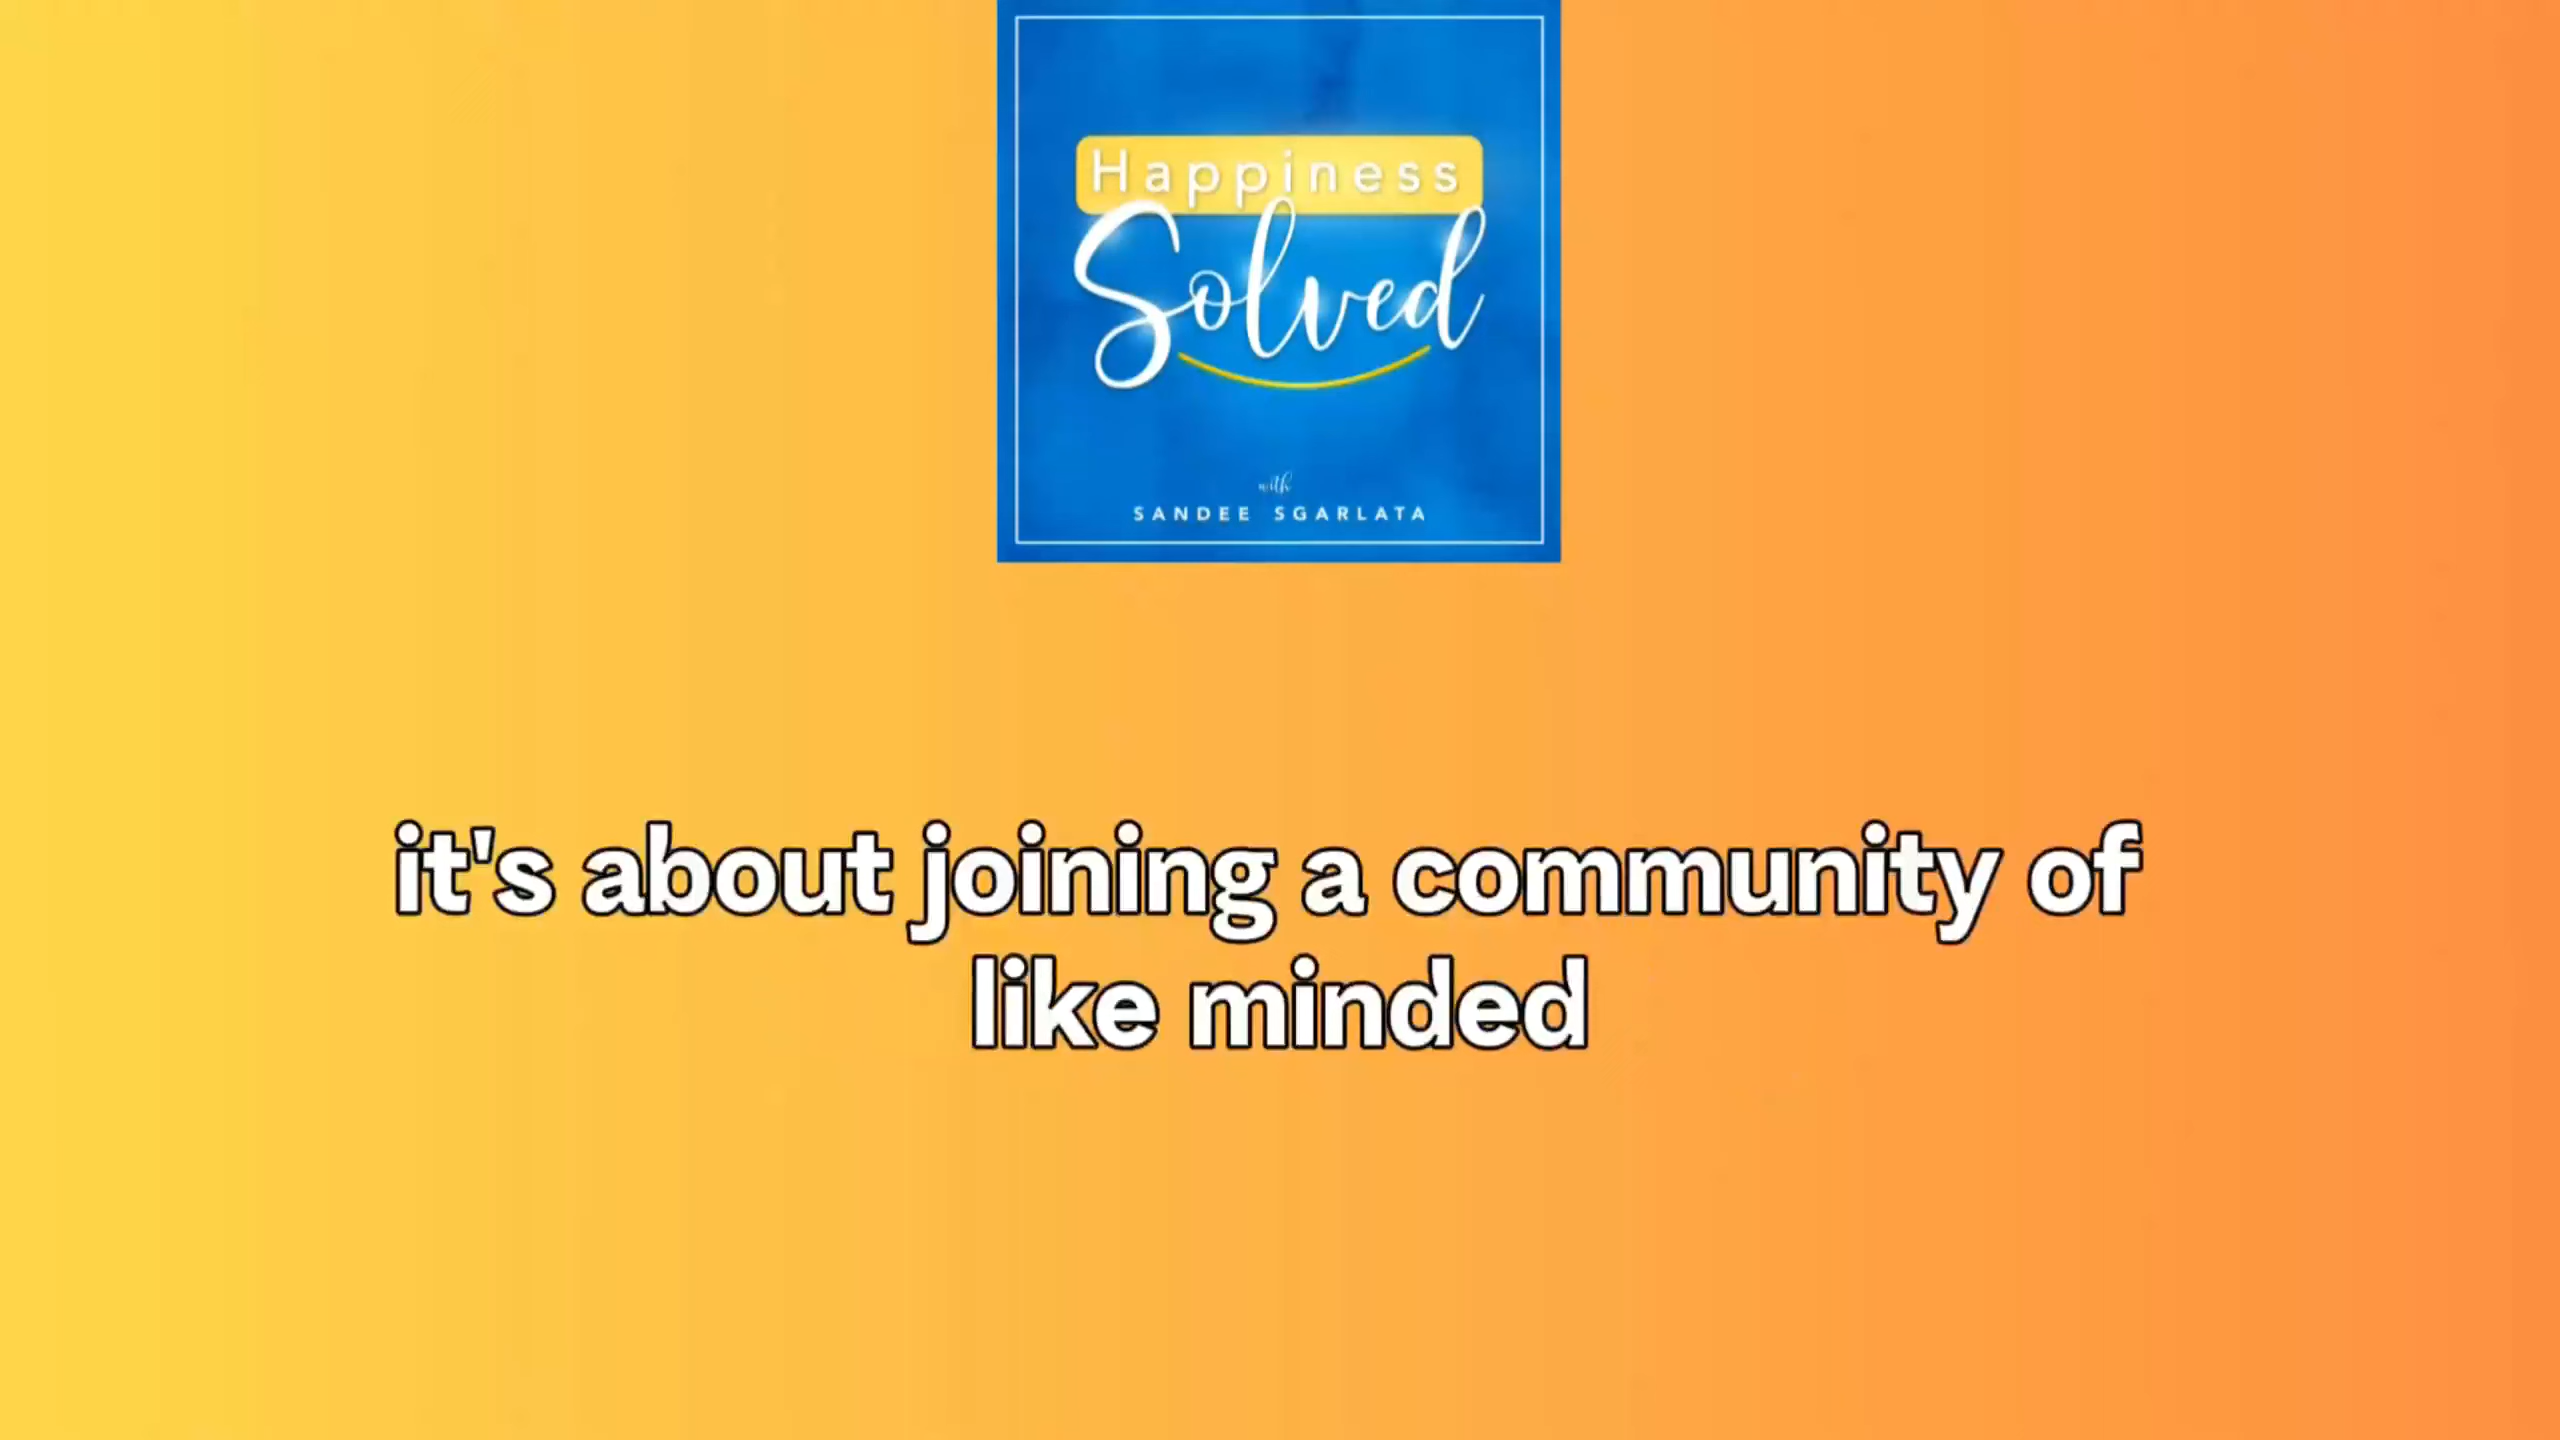 Happiness
Solved
with
SANDEE SGARLATA
it's about joining a community of
like minded